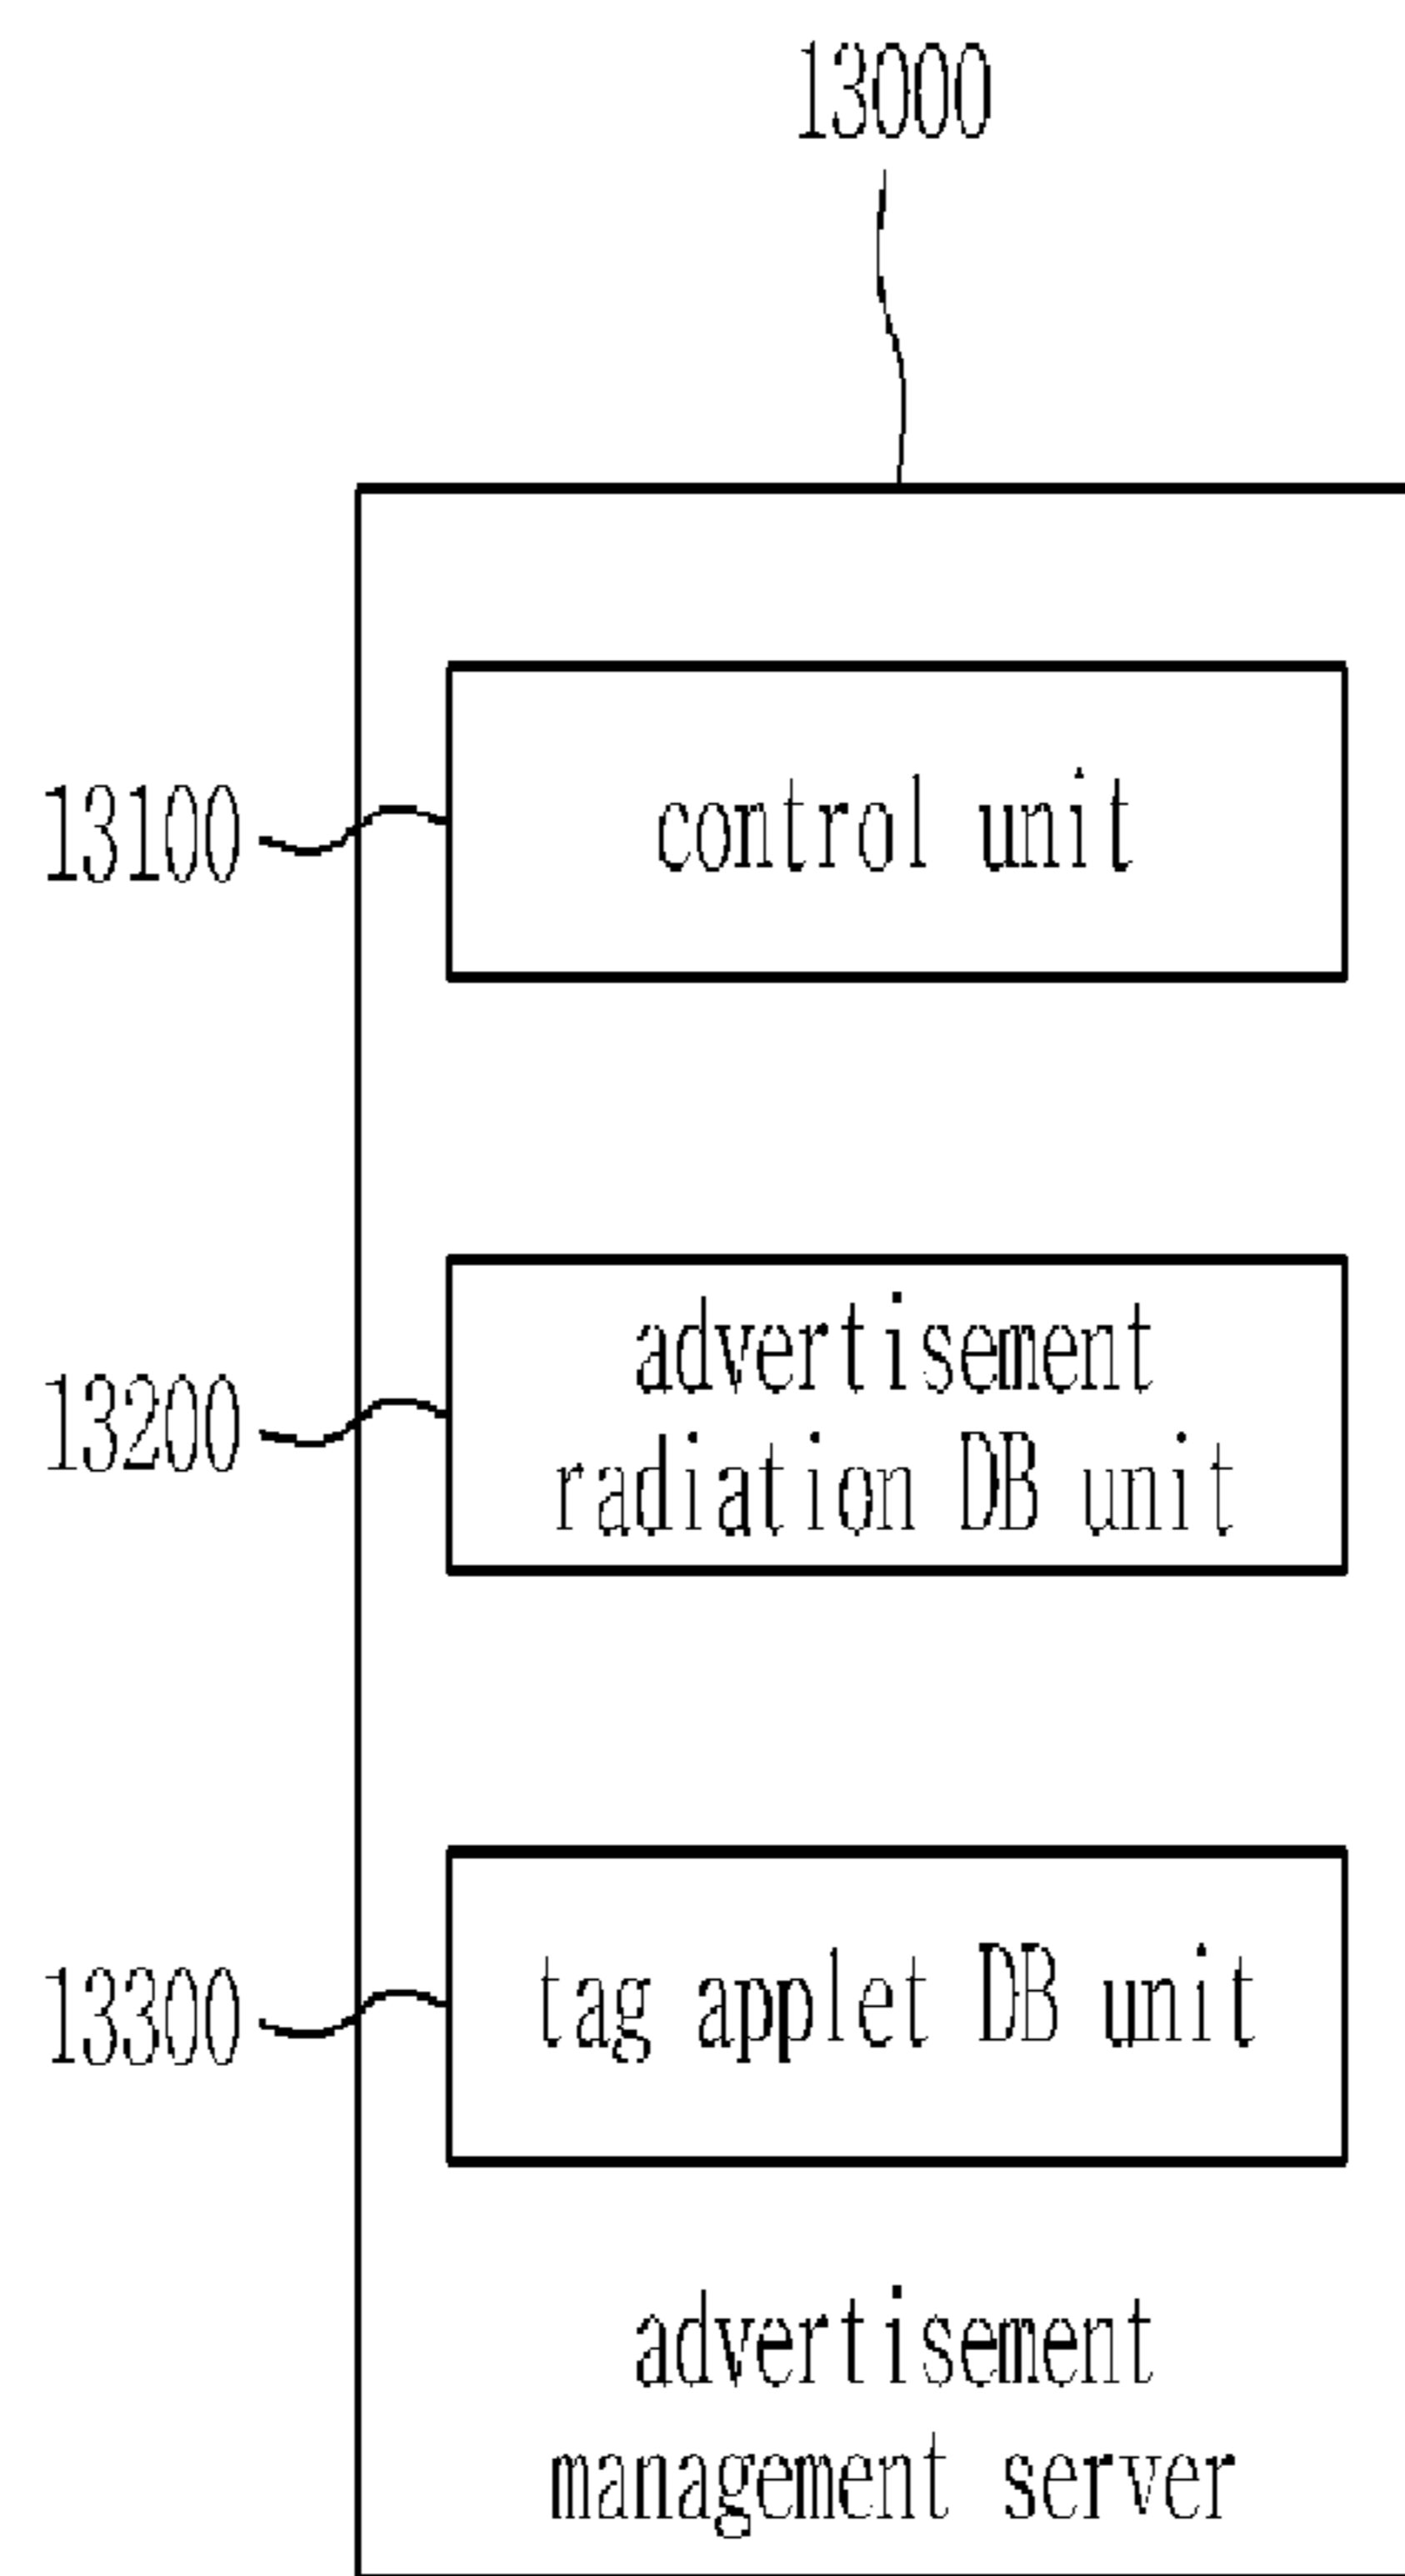 13000
13100
control unit
13200
advertisement
radiation DB unit
13300
tag applet DB unit
advertisement
management server